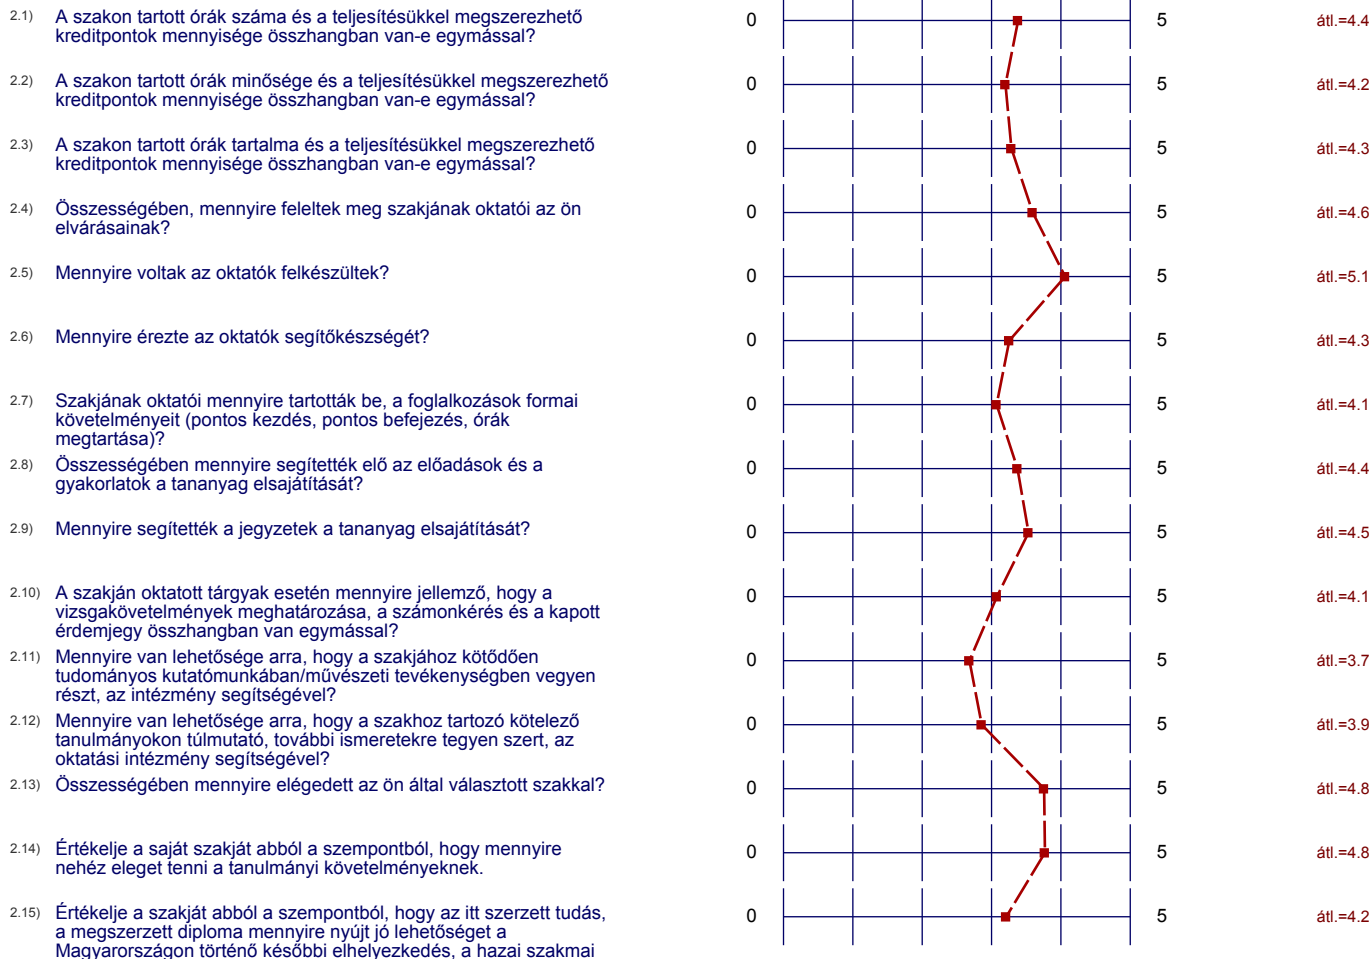 2.1) A szakon tartott órák száma és a teljesítésükkel megszerezhető
kreditpontok mennyisége összhangban van-e egymással?
0 5 átl.=4.4
2.2) A szakon tartott órák minősége és a teljesítésükkel megszerezhető
kreditpontok mennyisége összhangban van-e egymással?
0 5 átl.=4.2
2.3) A szakon tartott órák tartalma és a teljesítésükkel megszerezhető
kreditpontok mennyisége összhangban van-e egymással?
0 5 átl.=4.3
2.4) Összességében, mennyire feleltek meg szakjának oktatói az ön
elvárásainak?
0 5 átl.=4.6
2.5) Mennyire voltak az oktatók felkészültek?
0 5 átl.=5.1
2.6) Mennyire érezte az oktatók segítőkészségét?
0 5 átl.=4.3
2.7) Szakjának oktatói mennyire tartották be, a foglalkozások formai
követelményeit (pontos kezdés, pontos befejezés, órák
megtartása)?
0 5 átl.=4.1
2.8) Összességében mennyire segítették elő az előadások és a
gyakorlatok a tananyag elsajátítását?
0 5 átl.=4.4
2.9) Mennyire segítették a jegyzetek a tananyag elsajátítását?
0 5 átl.=4.5
2.10) A szakján oktatott tárgyak esetén mennyire jellemző, hogy a
vizsgakövetelmények meghatározása, a számonkérés és a kapott
érdemjegy összhangban van egymással?
0 5 átl.=4.1
2.11) Mennyire van lehetősége arra, hogy a szakjához kötődően
tudományos kutatómunkában/művészeti tevékenységben vegyen
részt, az intézmény segítségével?
0 5 átl.=3.7
2.12) Mennyire van lehetősége arra, hogy a szakhoz tartozó kötelező
tanulmányokon túlmutató, további ismeretekre tegyen szert, az
oktatási intézmény segítségével?
0 5 átl.=3.9
2.13) Összességében mennyire elégedett az ön által választott szakkal?
0 5 átl.=4.8
2.14) Értékelje a saját szakját abból a szempontból, hogy mennyire
nehéz eleget tenni a tanulmányi követelményeknek.
0 5 átl.=4.8
2.15) Értékelje a szakját abból a szempontból, hogy az itt szerzett tudás,
a megszerzett diploma mennyire nyújt jó lehetőséget a
Magyarországon történő későbbi elhelyezkedés, a hazai szakmai
0 5 átl.=4.2